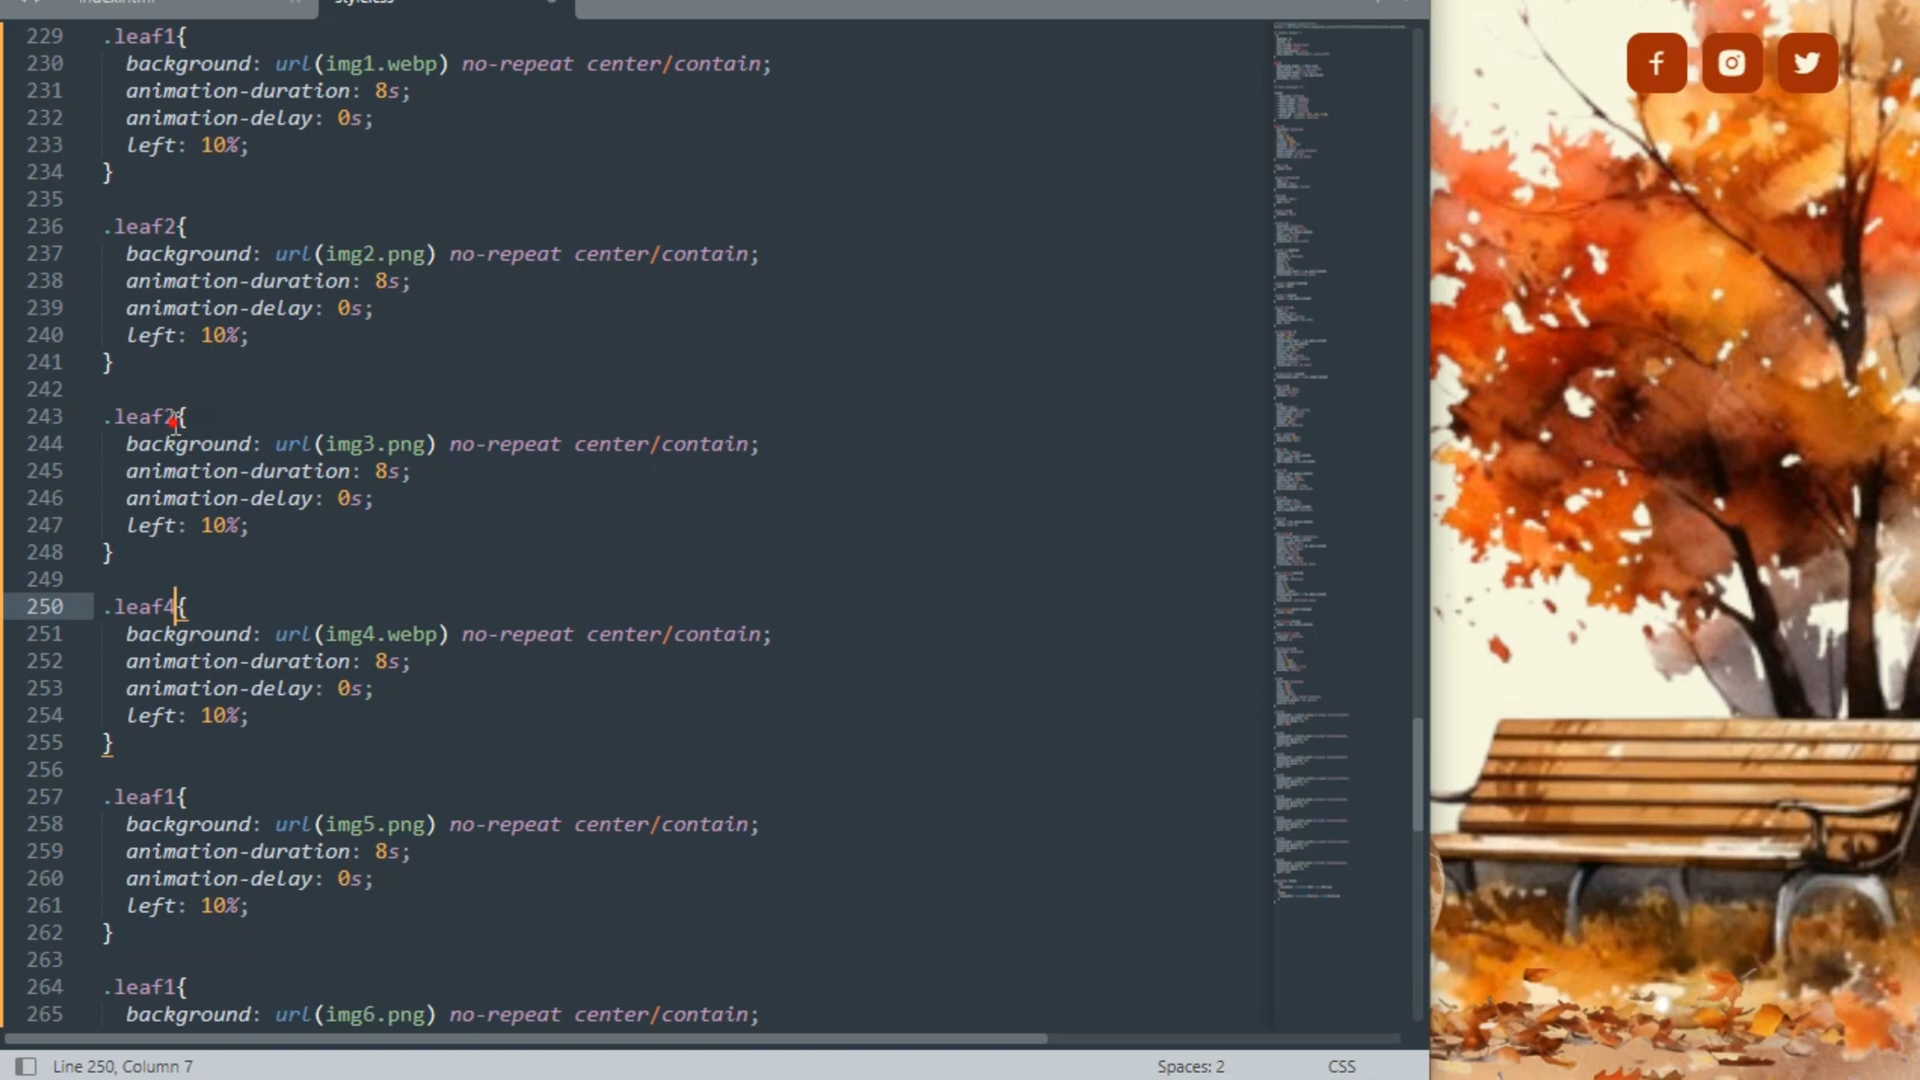 229 .leaf1{
230 background: url(img1.webp) no-repeat center/contain;
231 animation-duration: 8s;
232 animation-delay: 0s;
233 left: 10%;
234 }
235
236 .leaf2{
237 background: url(img2.png) no-repeat center/contain;
238 animation-duration: 8s;
239 animation-delay: 0s;
240 left: 10%;
241 }
242
243 .leaf2{
244 background: url(img3.png) no-repeat center/contain;
245 animation-duration: 8s;
246 animation-delay: 0s;
247 left: 10%;
248 }
249
250 .leaf4{
251 background: url(img4.webp) no-repeat center/contain;
252 animation-duration: 8s;
253 animation-delay: 0s;
254 left: 10%;
255 }
256
257 .leaf1{
258 background: url(img5.png) no-repeat center/contain;
259 animation-duration: 8s;
260 animation-delay: 0s;
261 left: 10%;
262 }
263
264 .leaf1{
265 background: url(img6.png) no-repeat center/contain;
Line 250, Column 7
Spaces: 2
CSS